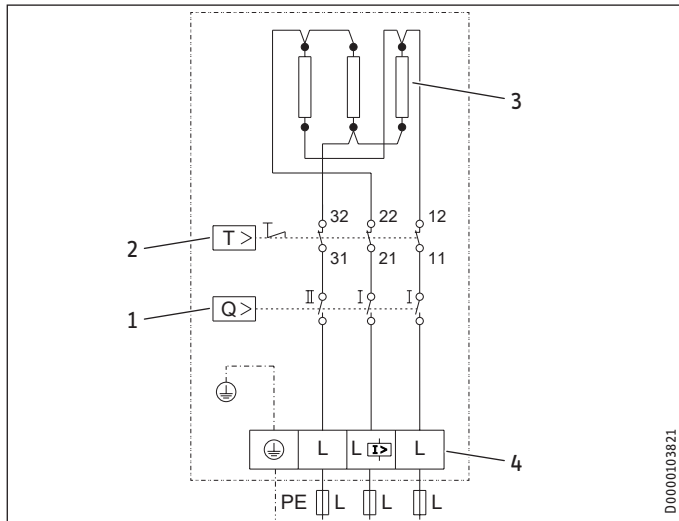 3
32 22 12
2 T>
31 21 11
II I I
1 Q>
L L I> L
4
PE L L L
D0000103821